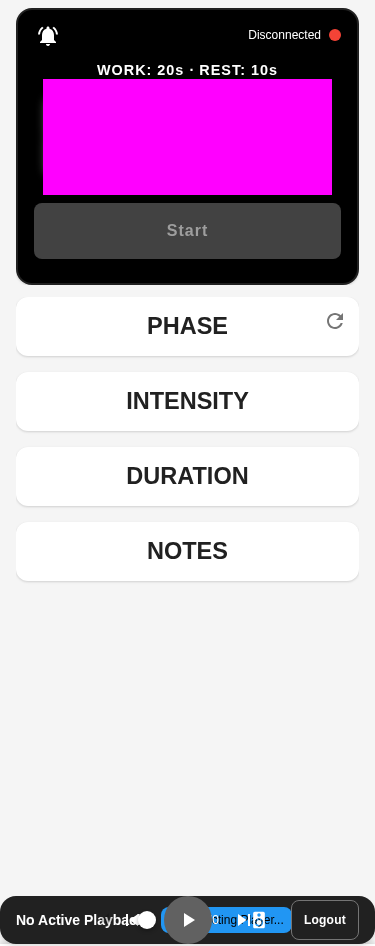 Disconnected
WORK: 20s · REST: 10s
Start
PHASE
INTENSITY
DURATION
NOTES
No Active Playback
Logout